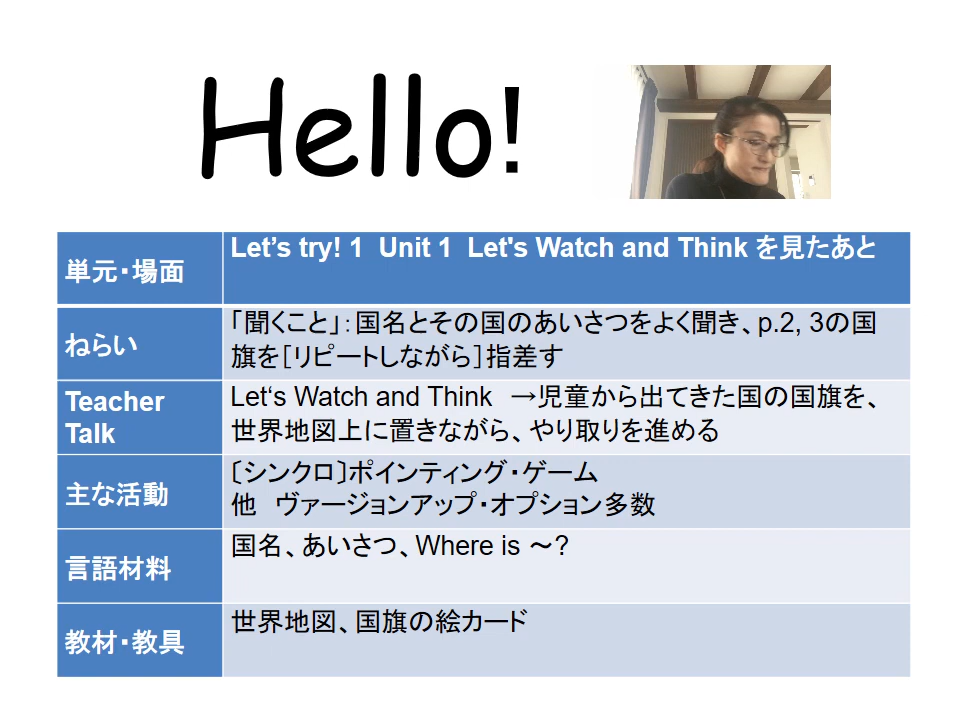 Hello!
単元・場面
Let’s try! 1  Unit 1  Let's Watch and Think を見たあと
ねらい
「聞くこと」:国名とその国のあいさつをよく聞き、p.2, 3の国
旗を[リピートしながら]指差す
Teacher
Talk
Let‘s Watch and Think →児童から出てきた国の国旗を、
世界地図上に置きながら、やり取りを進める
主な活動
〔シンクロ〕ポインティング・ゲーム
他 ヴァージョンアップ・オプション多数
言語材料
国名、あいさつ、Where is ～?
教材・教具
世界地図、国旗の絵カード